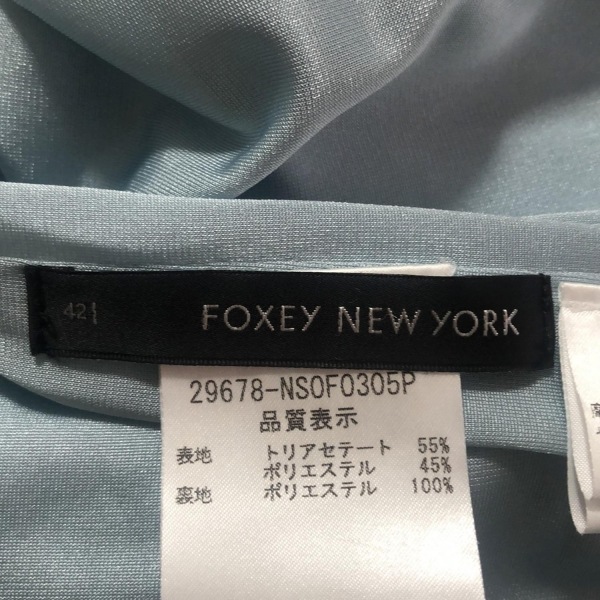 42
FOXEY NEW YORK
29678-NSOF0305P
品質表示
表地 トリアセテート 55%
ポリエステル 45%
裏地 ポリエステル 100%